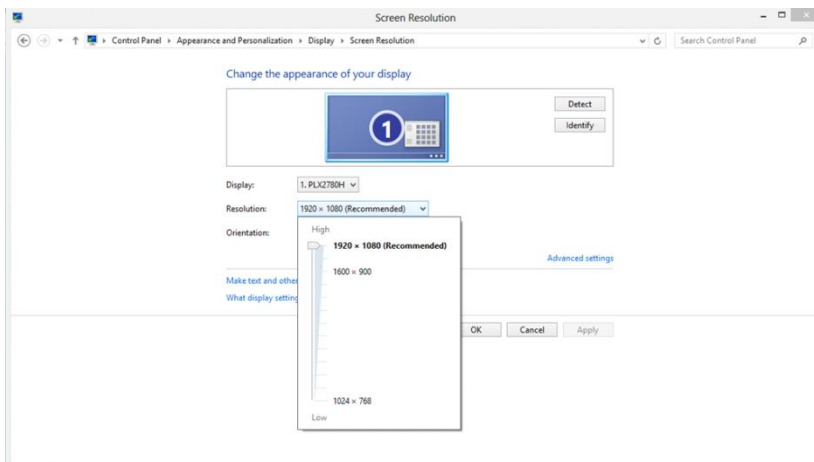 Screen Resolution
Control Panel Appearance and Personalization Display Screen Resolution
Search Control Panel
Change the appearance of your display
1
Detect
Identify
Display: 1. PLX2780H
Resolution: 1920 × 1080 (Recommended)
Orientation:
High
1920 × 1080 (Recommended)
1600 × 900
1024 × 768
Low
Advanced settings
Make text and other
What display setting
OK Cancel Apply